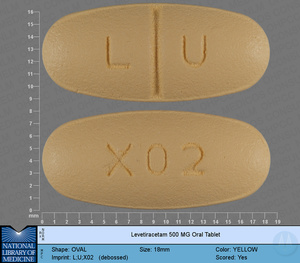 L U
X02
mm
Levetiracetam 500 MG Oral Tablet
Shape: OVAL Size: 18mm Color: YELLOW
Imprint: L;U;X02 (debossed) Scored: Yes
NATIONAL
LIBRARY OF
MEDICINE